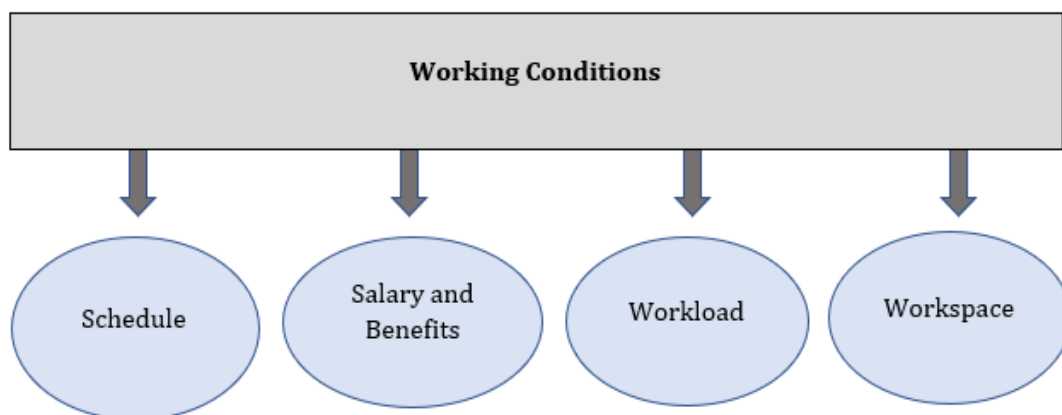 Working Conditions
Schedule
Salary and
Benefits
Workload
Workspace